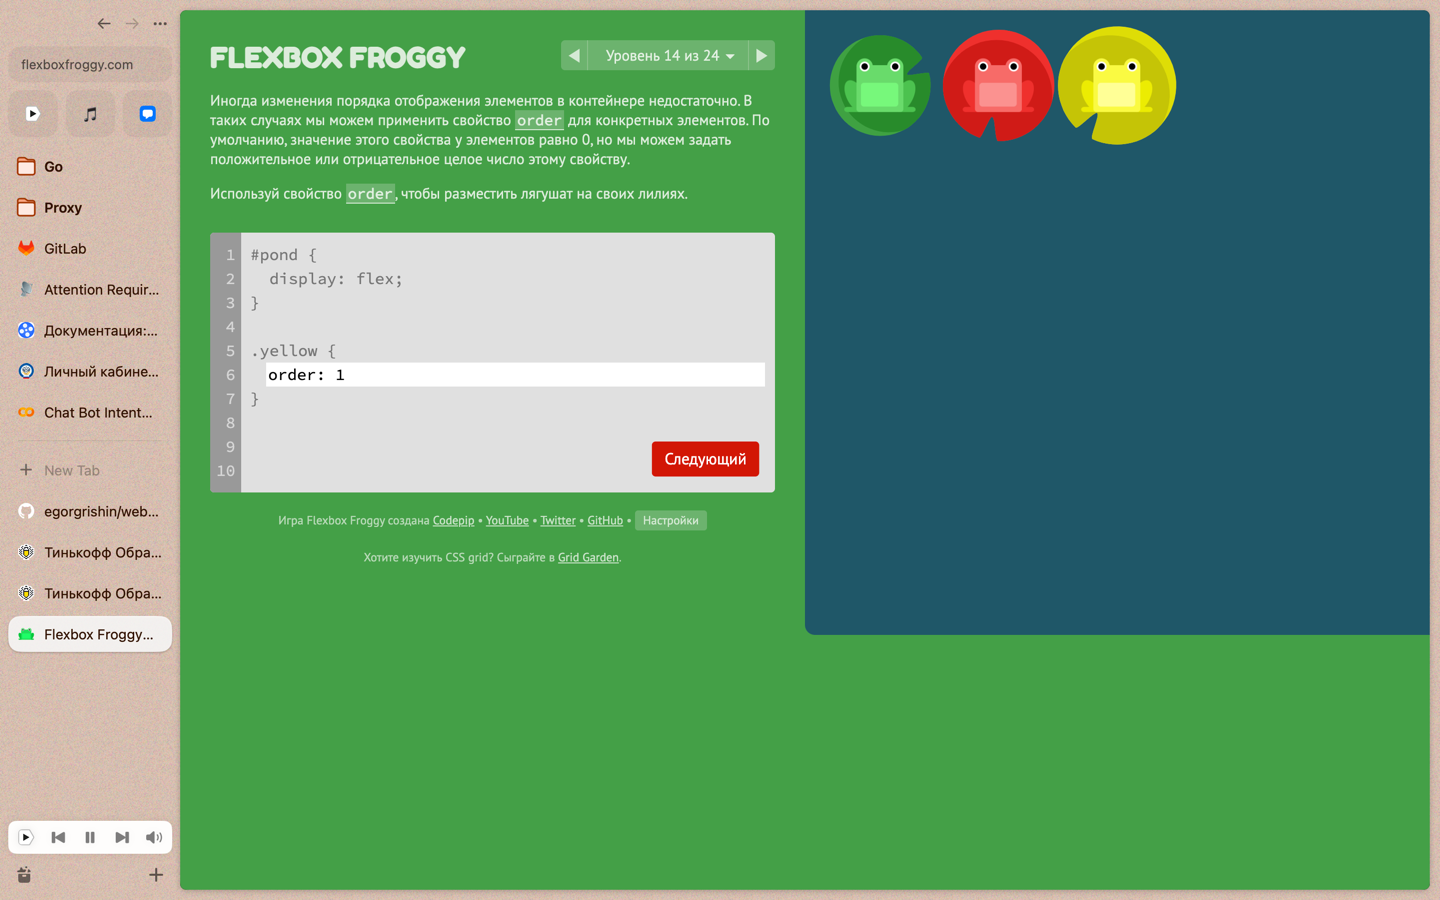 flexboxfroggy.com
Go
Proxy
GitLab
Attention Requir...
Документация:...
Личный кабине...
Chat Bot Intent...
New Tab
egorgrishin/web...
Тинькофф Обра...
Тинькофф Обра...
Flexbox Froggy...
FLEXBOX FROGGY
Уровень 14 из 24
Иногда изменения порядка отображения элементов в контейнере недостаточно. В
таких случаях мы можем применить свойство order для конкретных элементов. По
умолчанию, значение этого свойства у элементов равно 0, но мы можем задать
положительное или отрицательное целое число этому свойству.
Используй свойство order, чтобы разместить лягушат на своих лилиях.
1 #pond {
2 display: flex;
3 }
4
5 .yellow {
6 order: 1
7 }
8
9
10
Следующий
Игра Flexbox Froggy создана Codepip • YouTube • Twitter • GitHub • Настройки
Хотите изучить CSS grid? Сыграйте в Grid Garden.